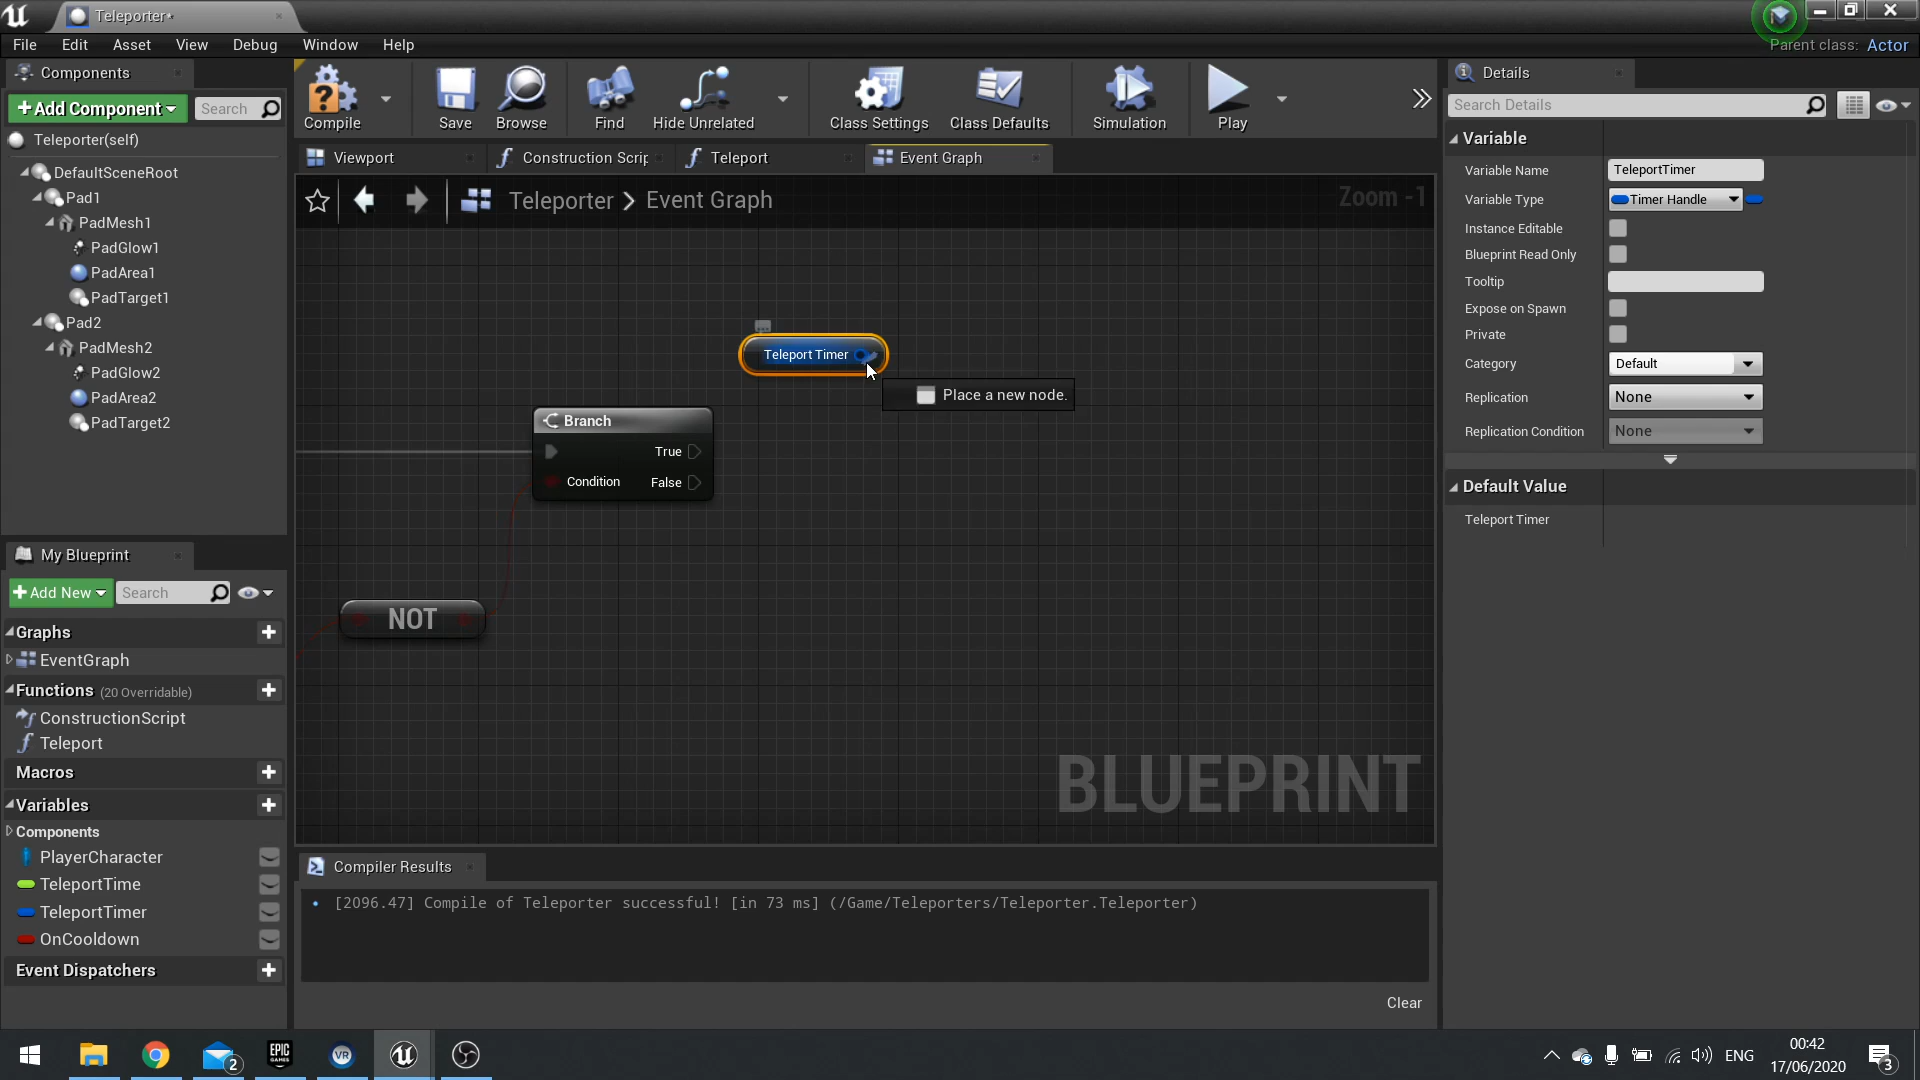 Teleporter*
File Edit Asset View Debug Window Help
Parent class: Actor
Components
Add Component
Search
Teleporter(self)
DefaultSceneRoot
Pad1
PadMesh1
PadGlow1
PadArea1
PadTarget1
Pad2
PadMesh2
PadGlow2
PadArea2
PadTarget2
My Blueprint
Add New
Search
Graphs
EventGraph
Functions (20 Overridable)
ConstructionScript
Teleport
Macros
Variables
Components
PlayerCharacter
TeleportTime
TeleportTimer
OnCooldown
Event Dispatchers
Compile Save Browse Find Hide Unrelated Class Settings Class Defaults Simulation Play
Viewport Construction Scrip Teleport Event Graph
Teleporter > Event Graph
Zoom -1
Teleport Timer
Place a new node.
Branch
True
Condition False
NOT
BLUEPRINT
Compiler Results
[2096.47] Compile of Teleporter successful! [in 73 ms] (/Game/Teleporters/Teleporter.Teleporter)
Clear
Details
Search Details
Variable
Variable Name TeleportTimer
Variable Type Timer Handle
Instance Editable
Blueprint Read Only
Tooltip
Expose on Spawn
Private
Category Default
Replication None
Replication Condition None
Default Value
Teleport Timer
2
EPIC
GAMES
VR
ENG
00:42
17/06/2020
3